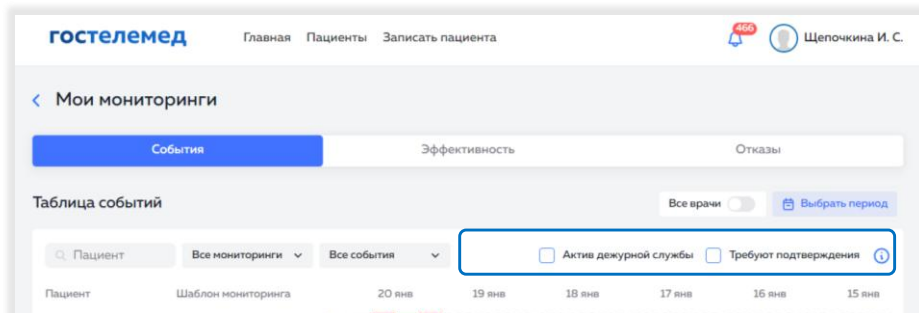 гостелемед Главная Пациенты Записать пациента 466 Щепочкина И. С.
Мои мониторинги
События Эффективность Отказы
Таблица событий Все врачи Выбрать период
Пациент Все мониторинги Все события Актив дежурной службы Требуют подтверждения
Пациент Шаблон мониторинга 20 янв 19 янв 18 янв 17 янв 16 янв 15 янв